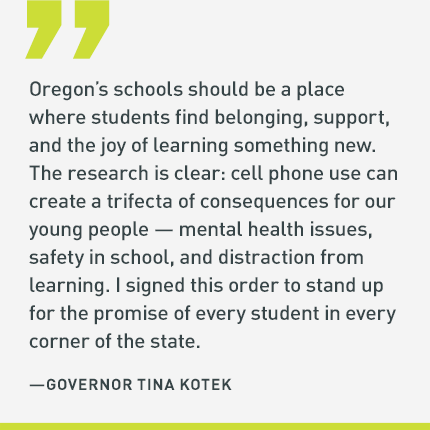 ”
Oregon’s schools should be a place
where students find belonging, support,
and the joy of learning something new.
The research is clear: cell phone use can
create a trifecta of consequences for our
young people — mental health issues,
safety in school, and distraction from
learning. I signed this order to stand up
for the promise of every student in every
corner of the state.
—GOVERNOR TINA KOTEK